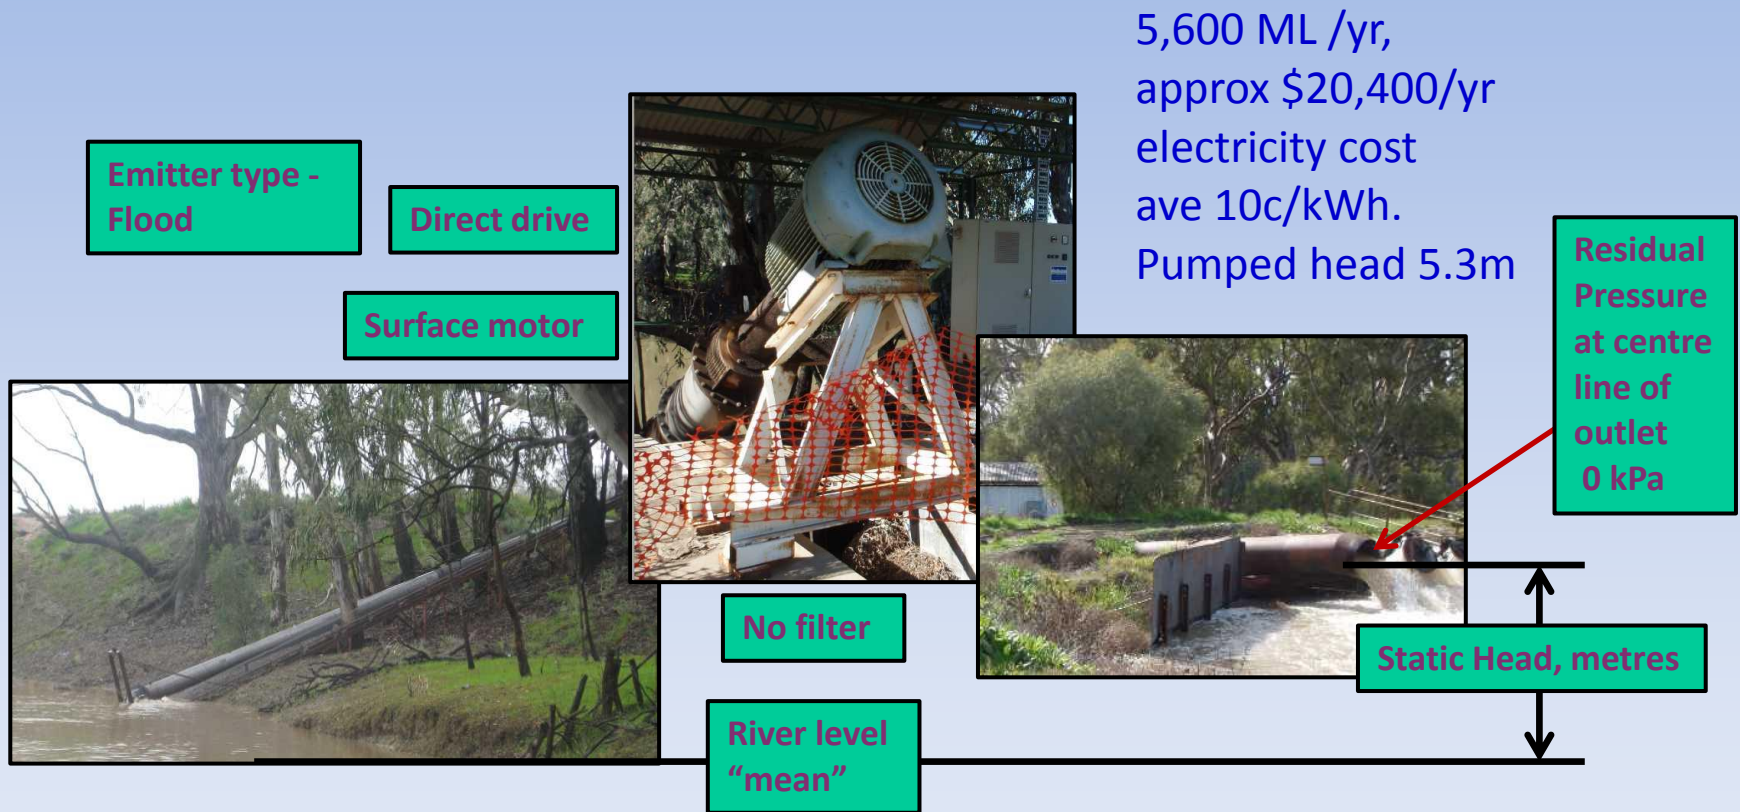 5,600 ML /yr,
approx $20,400/yr
electricity cost
ave 10c/kWh.
Pumped head 5.3m
Emitter type -
Flood
Direct drive
Surface motor
Residual
Pressure
at centre
line of
outlet
0 kPa
No filter
Static Head, metres
River level
“mean”